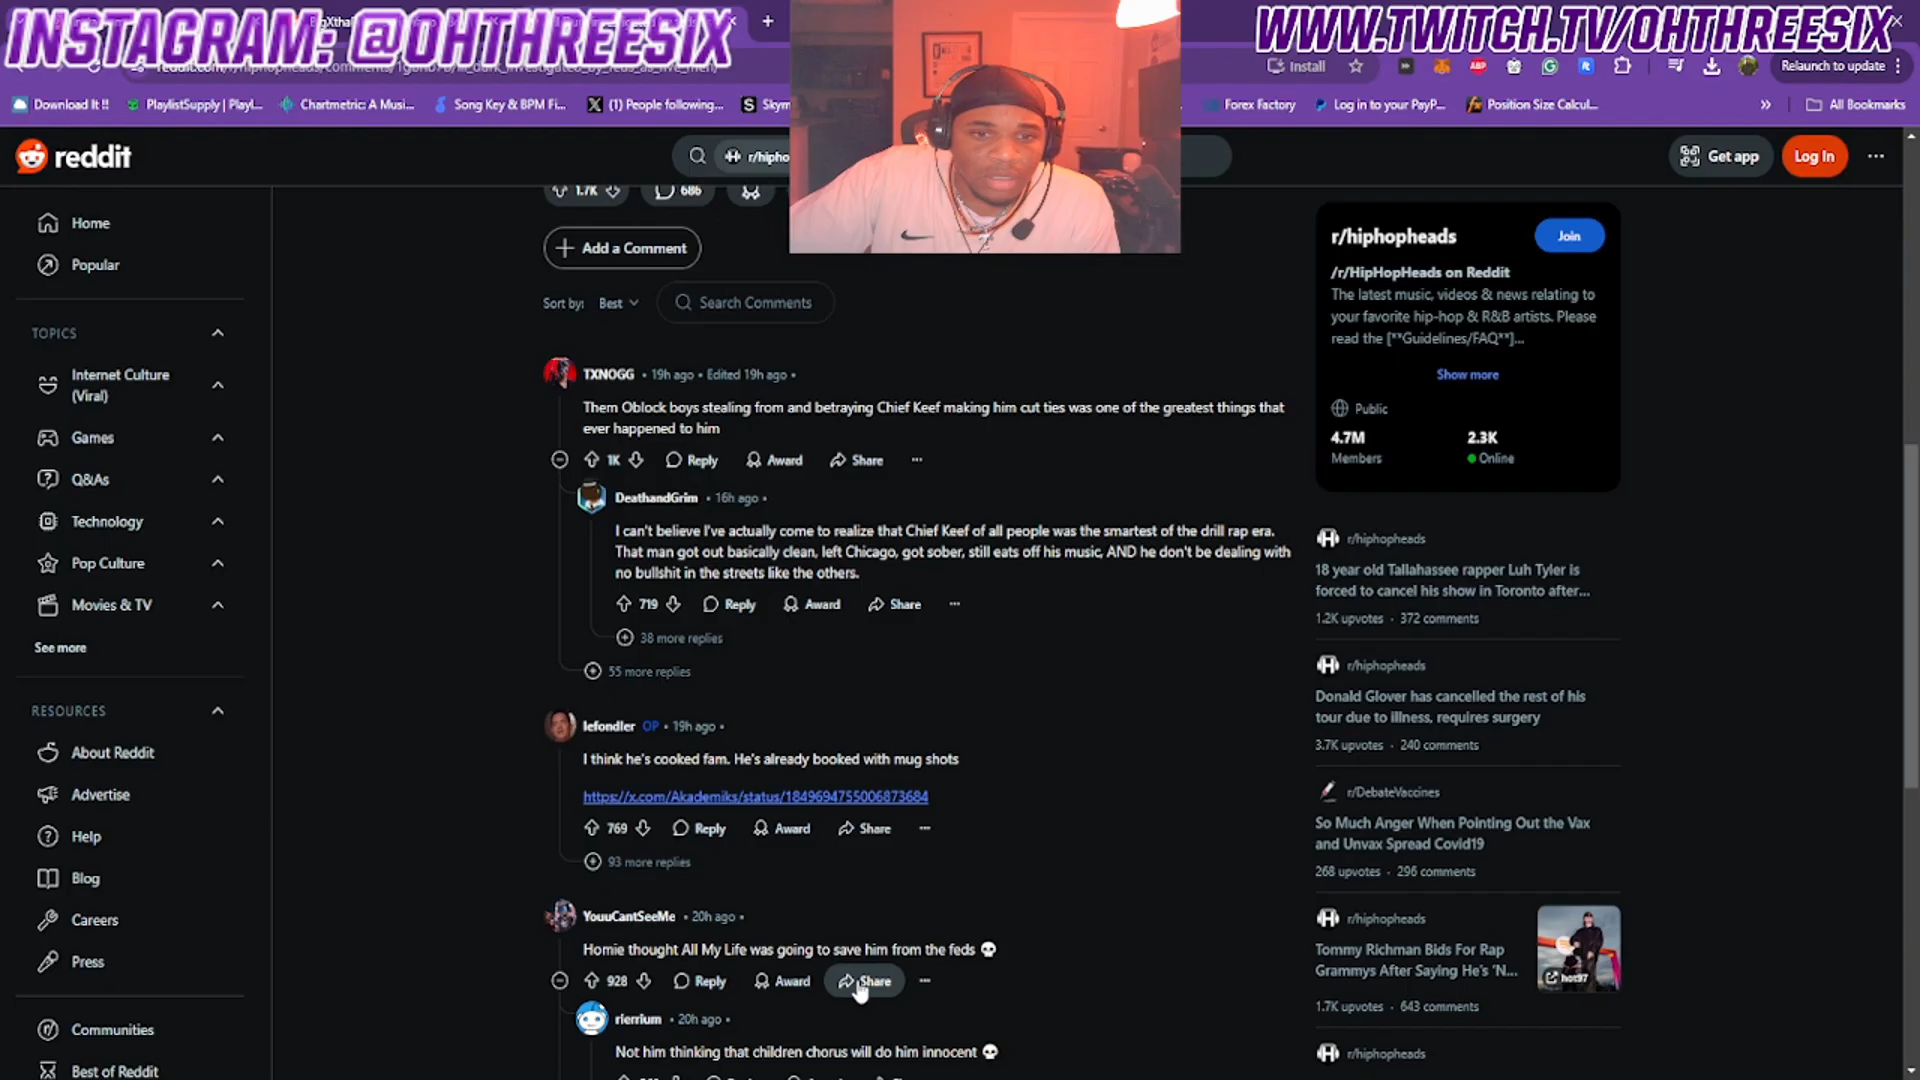 INSTAGRAM: @OHTHREESIX
WWW.TWITCH.TV/OHTHREESIX
Install
Relaunch to update
Download It !!
PlaylistSupply | Playl...
Chartmetric: A Musi...
Song Key & BPM Fi...
(1) People following...
Skym
Forex Factory
Log in to your PayP...
Position Size Calcul...
All Bookmarks
reddit
r/hipho
Get app
Log In
1.7K
686
Home
Popular
TOPICS
Internet Culture
(Viral)
Games
Q&As
Technology
Pop Culture
Movies & TV
See more
RESOURCES
About Reddit
Advertise
Help
Blog
Careers
Press
Communities
Best of Reddit
Add a Comment
Sort by: Best
Search Comments
TXNOGG • 19h ago • Edited 19h ago •
Them Oblock boys stealing from and betraying Chief Keef making him cut ties was one of the greatest things that
ever happened to him
1K Reply Award Share ...
DeathandGrim • 16h ago •
I can't believe I've actually come to realize that Chief Keef of all people was the smartest of the drill rap era.
That man got out basically clean, left Chicago, got sober, still eats off his music, AND he don't be dealing with
no bullshit in the streets like the others.
719 Reply Award Share ...
38 more replies
55 more replies
lefondler OP • 19h ago •
I think he's cooked fam. He's already booked with mug shots
https://x.com/Akademiks/status/1849694755006873684
769 Reply Award Share ...
93 more replies
YouuCantSeeMe • 20h ago •
Homie thought All My Life was going to save him from the feds 💀
928 Reply Award Share ...
rierrium • 20h ago •
Not him thinking that children chorus will do him innocent 💀
r/hiphopheads
Join
/r/HipHopHeads on Reddit
The latest music, videos & news relating to
your favorite hip-hop & R&B artists. Please
read the [**Guidelines/FAQ**]...
Show more
Public
4.7M 2.3K
Members Online
r/hiphopheads
18 year old Tallahassee rapper Luh Tyler is
forced to cancel his show in Toronto after...
1.2K upvotes · 372 comments
r/hiphopheads
Donald Glover has cancelled the rest of his
tour due to illness, requires surgery
3.7K upvotes · 240 comments
r/DebateVaccines
So Much Anger When Pointing Out the Vax
and Unvax Spread Covid19
268 upvotes · 296 comments
r/hiphopheads
Tommy Richman Bids For Rap
Grammys After Saying He's 'N...
hot97
1.7K upvotes · 643 comments
r/hiphopheads